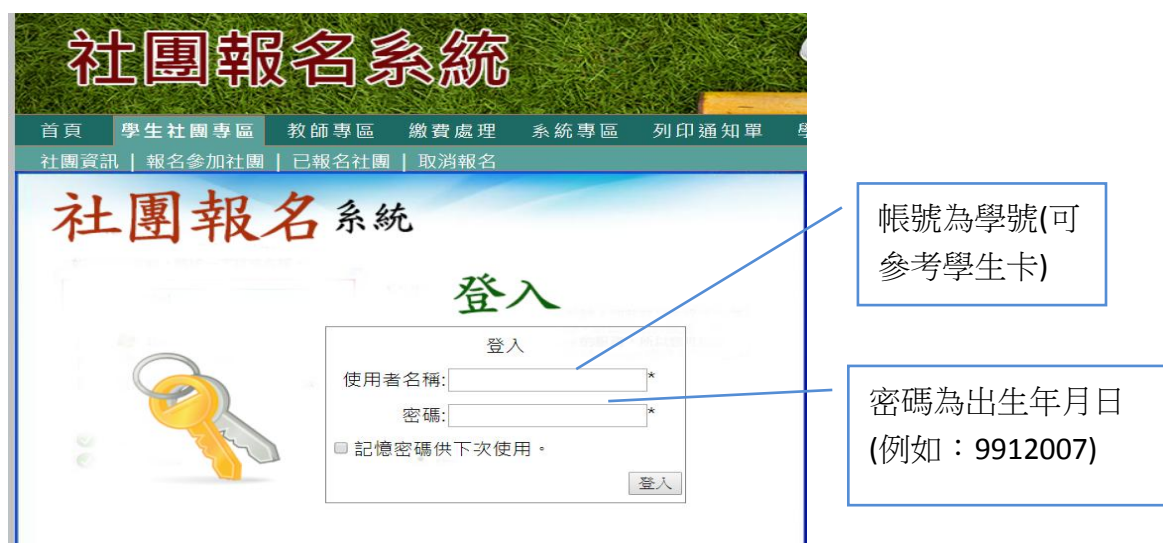 社團報名系統
首頁 學生社團專區 教師專區 繳費處理 系統專區 列印通知單
社團資訊 | 報名參加社團 | 已報名社團 | 取消報名
社團報名系統
登入
登入
使用者名稱: *
密碼: *
記憶密碼供下次使用。
登入
帳號為學號(可
參考學生卡)
密碼為出生年月日
(例如：9912007)